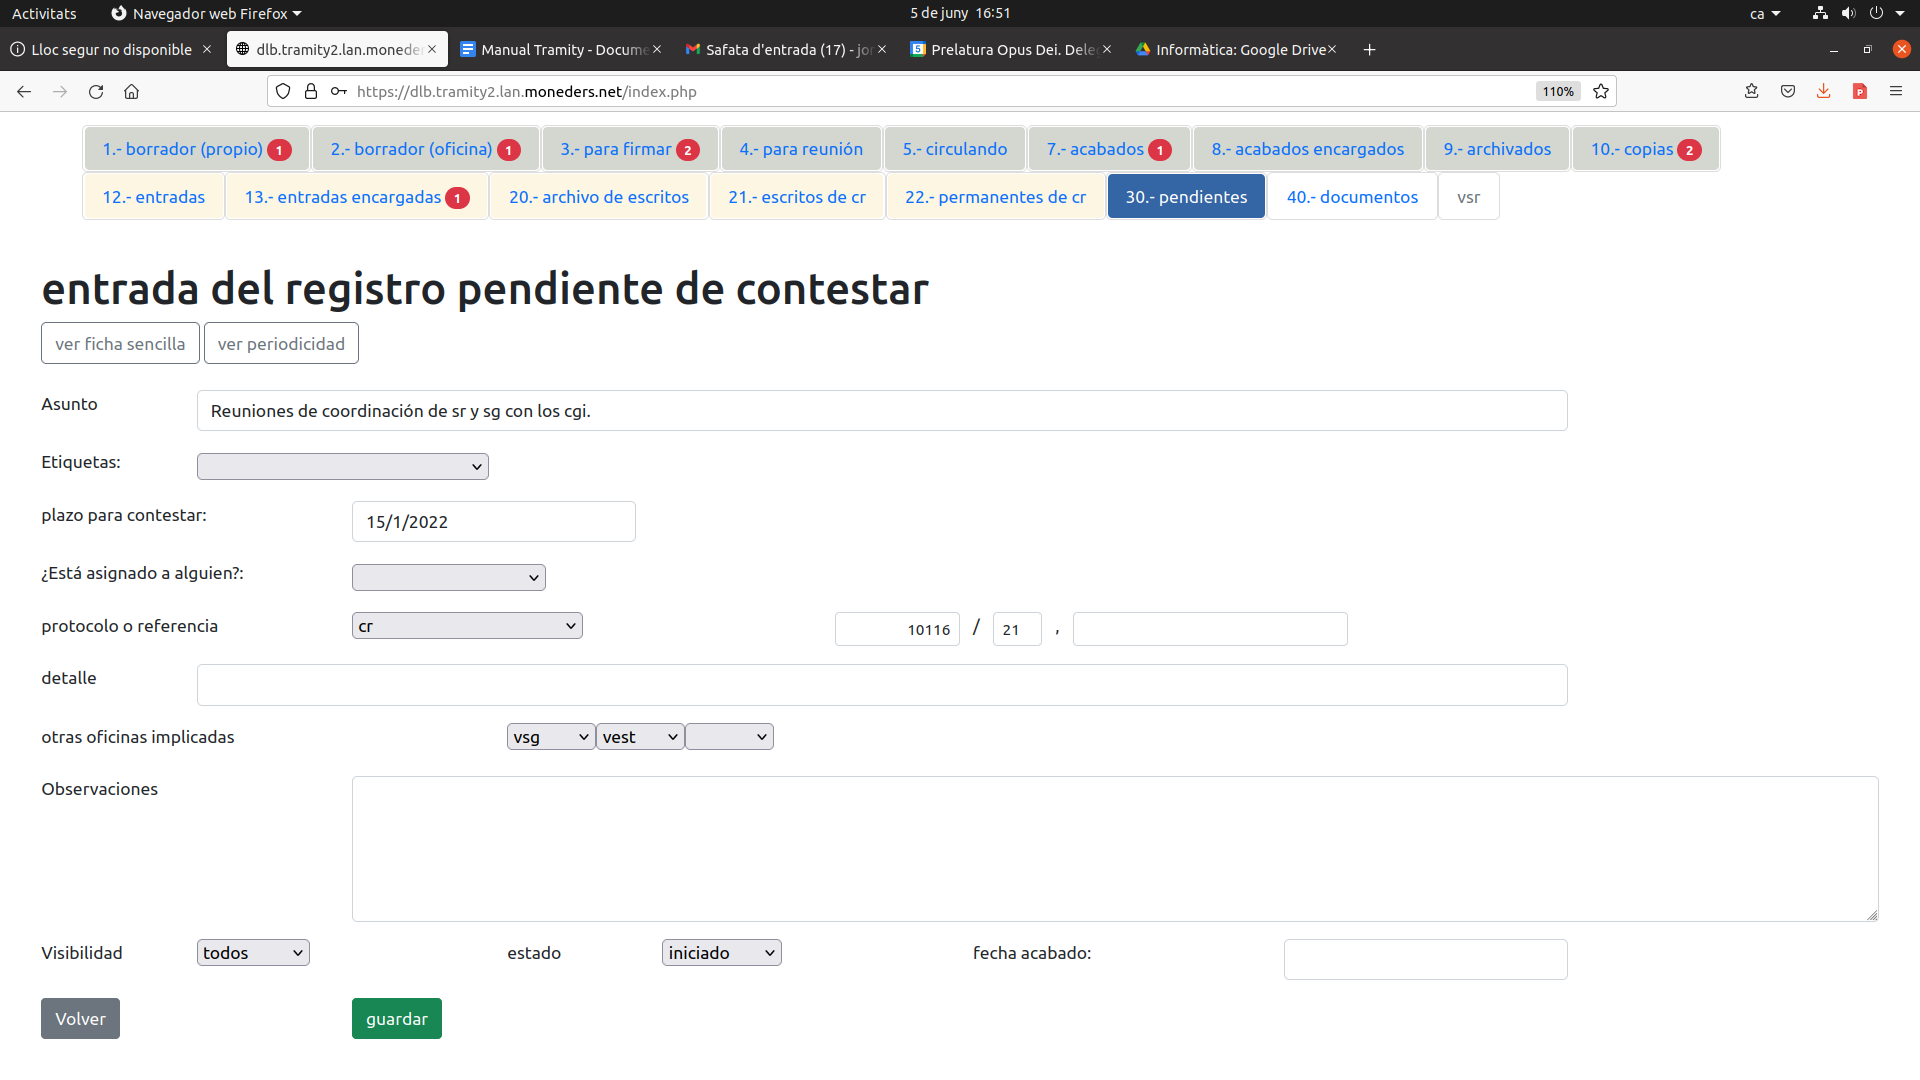 Activitats Navegador web Firefox 5 de juny 16:51 ca
Lloc segur no disponible dlb.tramity2.lan.moneder Manual Tramity - Docume Safata d'entrada (17) - jo Prelatura Opus Dei. Dele Informàtica: Google Drive
https://dlb.tramity2.lan.moneders.net/index.php 110%
1.- borrador (propio) 1 2.- borrador (oficina) 1 3.- para firmar 2 4.- para reunión 5.- circulando 7.- acabados 1 8.- acabados encargados 9.- archivados 10.- copias 2
12.- entradas 13.- entradas encargadas 1 20.- archivo de escritos 21.- escritos de cr 22.- permanentes de cr 30.- pendientes 40.- documentos vsr
entrada del registro pendiente de contestar
ver ficha sencilla ver periodicidad
Asunto Reuniones de coordinación de sr y sg con los cgi.
Etiquetas:
plazo para contestar: 15/1/2022
¿Está asignado a alguien?:
protocolo o referencia cr 10116 / 21 ,
detalle
otras oficinas implicadas vsg vest
Observaciones
Visibilidad todos estado iniciado fecha acabado:
Volver guardar